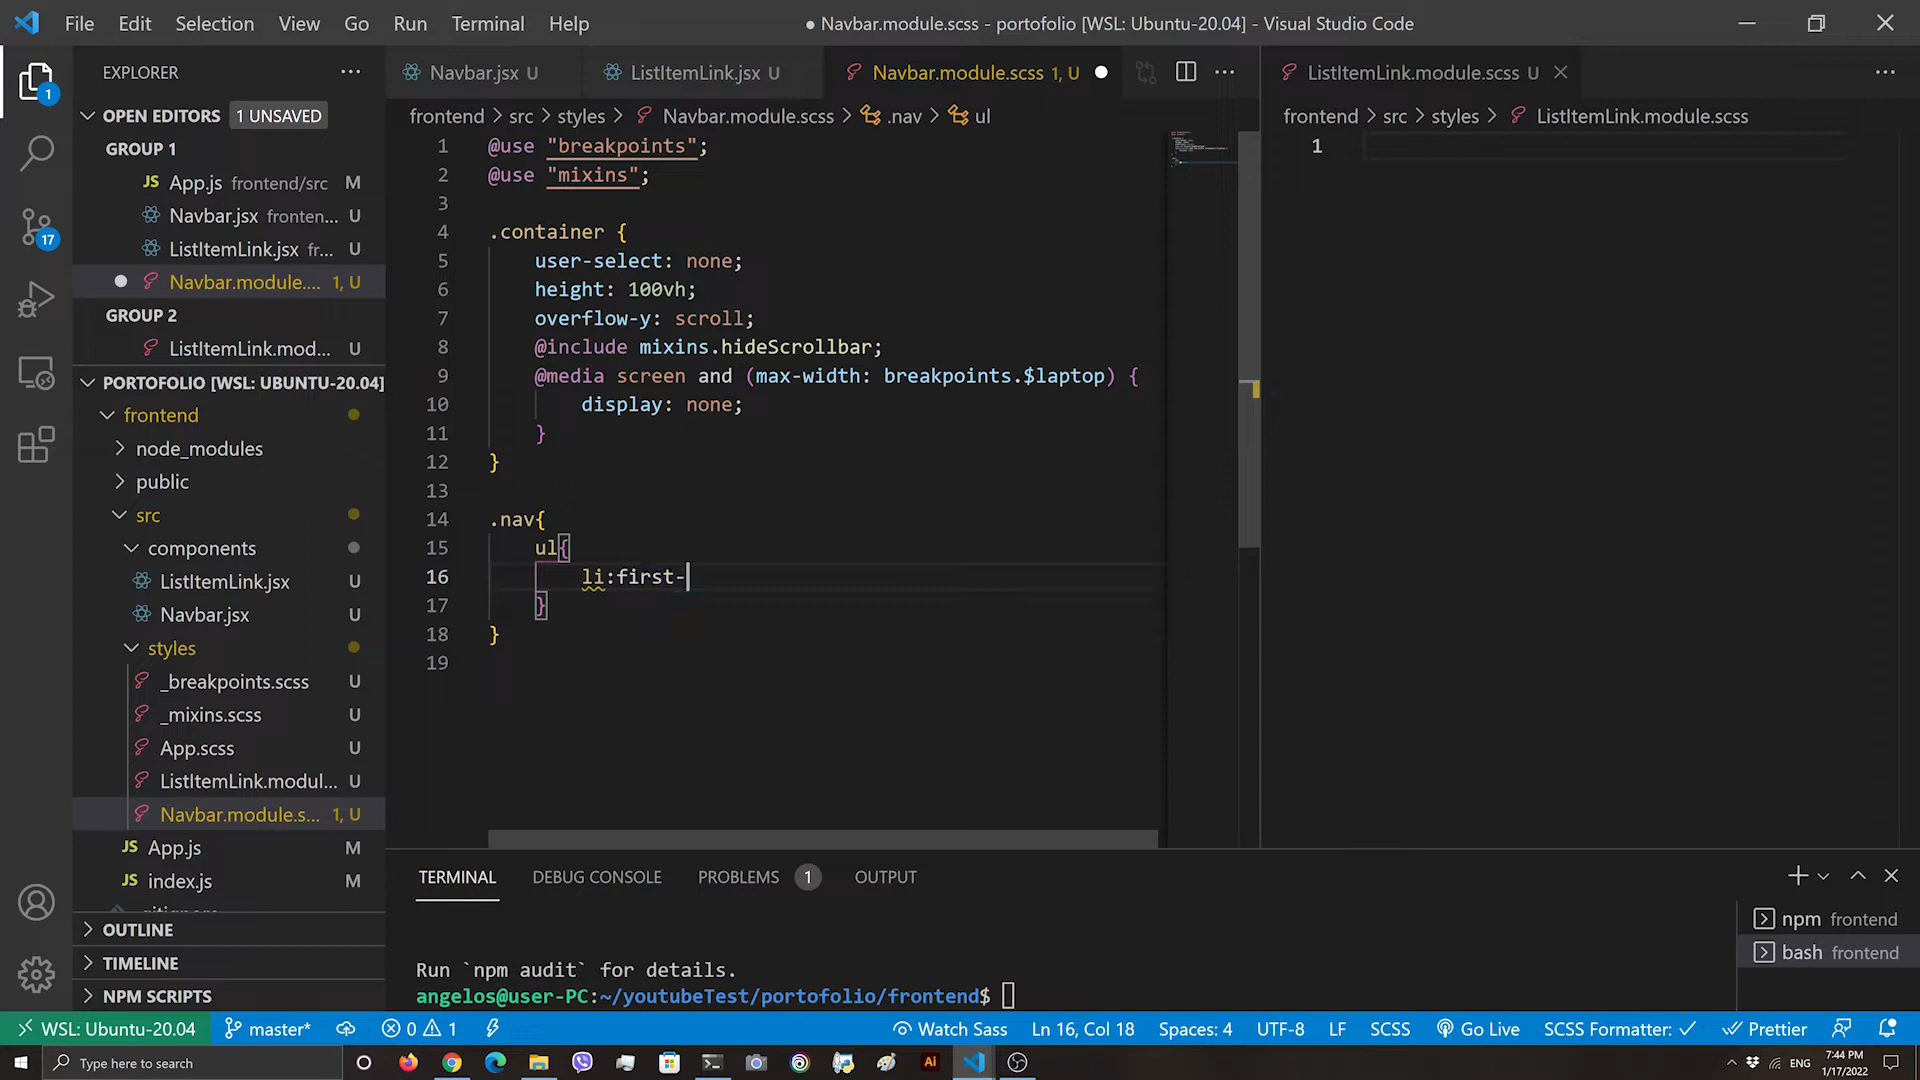 File Edit Selection View Go Run Terminal Help
● Navbar.module.scss - portofolio [WSL: Ubuntu-20.04] - Visual Studio Code
EXPLORER
OPEN EDITORS 1 UNSAVED
GROUP 1
JS App.js frontend/src M
Navbar.jsx fronten... U
ListItemLink.jsx fr... U
Navbar.module.... 1, U
GROUP 2
ListItemLink.mod... U
PORTOFOLIO [WSL: UBUNTU-20.04]
frontend
node_modules
public
src
components
ListItemLink.jsx U
Navbar.jsx U
styles
_breakpoints.scss U
_mixins.scss U
App.scss U
ListItemLink.modul... U
Navbar.module.s... 1, U
JS App.js M
JS index.js M
OUTLINE
TIMELINE
NPM SCRIPTS
1
17
Navbar.jsx U
ListItemLink.jsx U
Navbar.module.scss 1, U
frontend > src > styles > Navbar.module.scss > .nav > ul
1 @use "breakpoints";
2 @use "mixins";
3
4 .container {
5 user-select: none;
6 height: 100vh;
7 overflow-y: scroll;
8 @include mixins.hideScrollbar;
9 @media screen and (max-width: breakpoints.$laptop) {
10 display: none;
11 }
12 }
13
14 .nav{
15 ul{
16 li:first-
17 }
18 }
19
ListItemLink.module.scss U
frontend > src > styles > ListItemLink.module.scss
1
TERMINAL DEBUG CONSOLE PROBLEMS 1 OUTPUT
Run `npm audit` for details.
angelos@user-PC:~/youtubeTest/portofolio/frontend$
npm frontend
bash frontend
WSL: Ubuntu-20.04 master* 0 1 Watch Sass Ln 16, Col 18 Spaces: 4 UTF-8 LF SCSS Go Live SCSS Formatter: ✓ Prettier
Type here to search
Ai
ENG
7:44 PM
1/17/2022